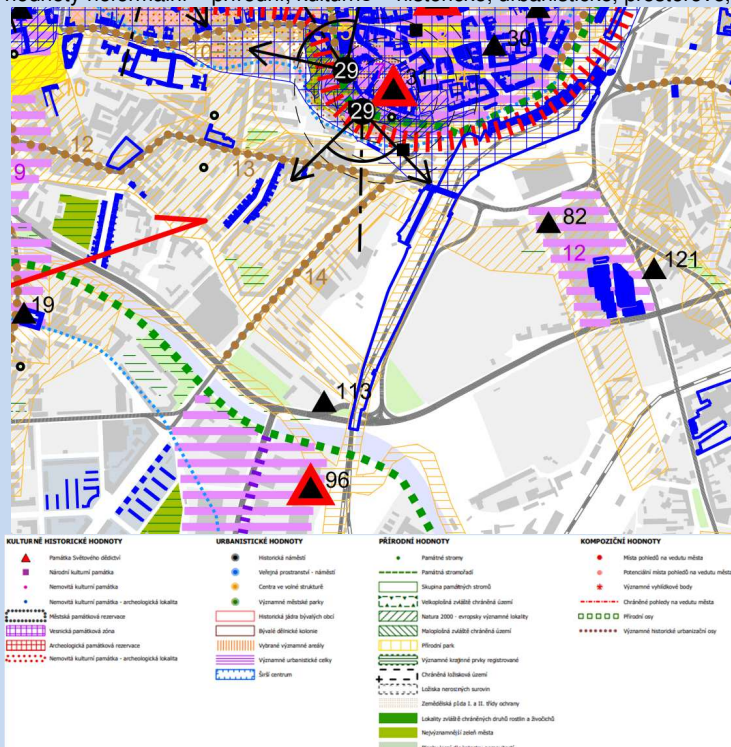 hodnoty neformální – přírodní, kulturně – historické, urbanistické, prostorové,
30
29
31
29
12
13
9
82
12
121
14
19
113
96
KULTURNĚ HISTORICKÉ HODNOTY
Památka Světového dědictví
Národní kulturní památka
Nemovitá kulturní památka
Nemovitá kulturní památka - archeologická lokalita
Městská památková rezervace
Vesnická památková zóna
Archeologická památková rezervace
Nemovitá kulturní památka - archeologická lokalita
URBANISTICKÉ HODNOTY
Historická náměstí
Veřejná prostranství - náměstí
Centra ve volné struktuře
Významné městské parky
Historická jádra bývalých obcí
Bývalé dělnické kolonie
Vybrané významné areály
Významné urbanistické celky
Širší centrum
PŘÍRODNÍ HODNOTY
Památné stromy
Památná stromořadí
Skupina památných stromů
Velkoplošná zvláště chráněná území
Natura 2000 - evropsky významné lokality
Maloplošná zvláště chráněná území
Přírodní park
Významné krajinné prvky registrované
Chráněná ložisková území
Ložiska nerostných surovin
Zemědělská půda I. a II. třídy ochrany
Lokality zvláště chráněných druhů rostlin a živočichů
Nejvýznamnější zeleň města
KOMPOZIČNÍ HODNOTY
Místa pohledů na vedutu města
Potenciální místa pohledů na vedutu města
Významné vyhlídkové body
Chráněné pohledy na vedutu města
Přírodní osy
Významné historické urbanizační osy